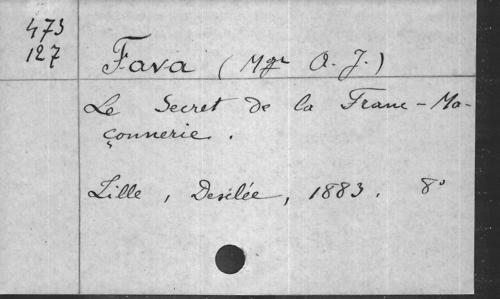 473
127
Fava (Mgr A. J.)
Le Secret de la Franc-Ma-
çonnerie.
Lille, Desclée, 1883. 8°